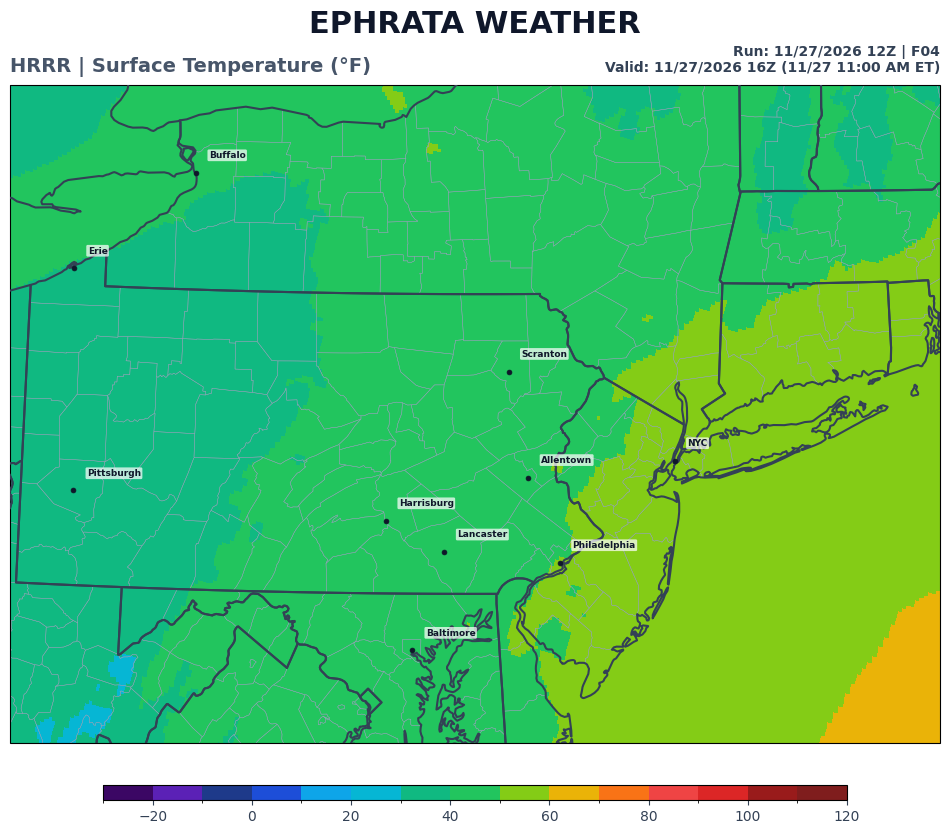 EPHRATA WEATHER
HRRR | Surface Temperature (°F)
Run: 11/27/2026 12Z | F04
Valid: 11/27/2026 16Z (11/27 11:00 AM ET)
Buffalo
Erie
Scranton
NYC
Allentown
Pittsburgh
Harrisburg
Lancaster
Philadelphia
Baltimore
−20 0 20 40 60 80 100 120